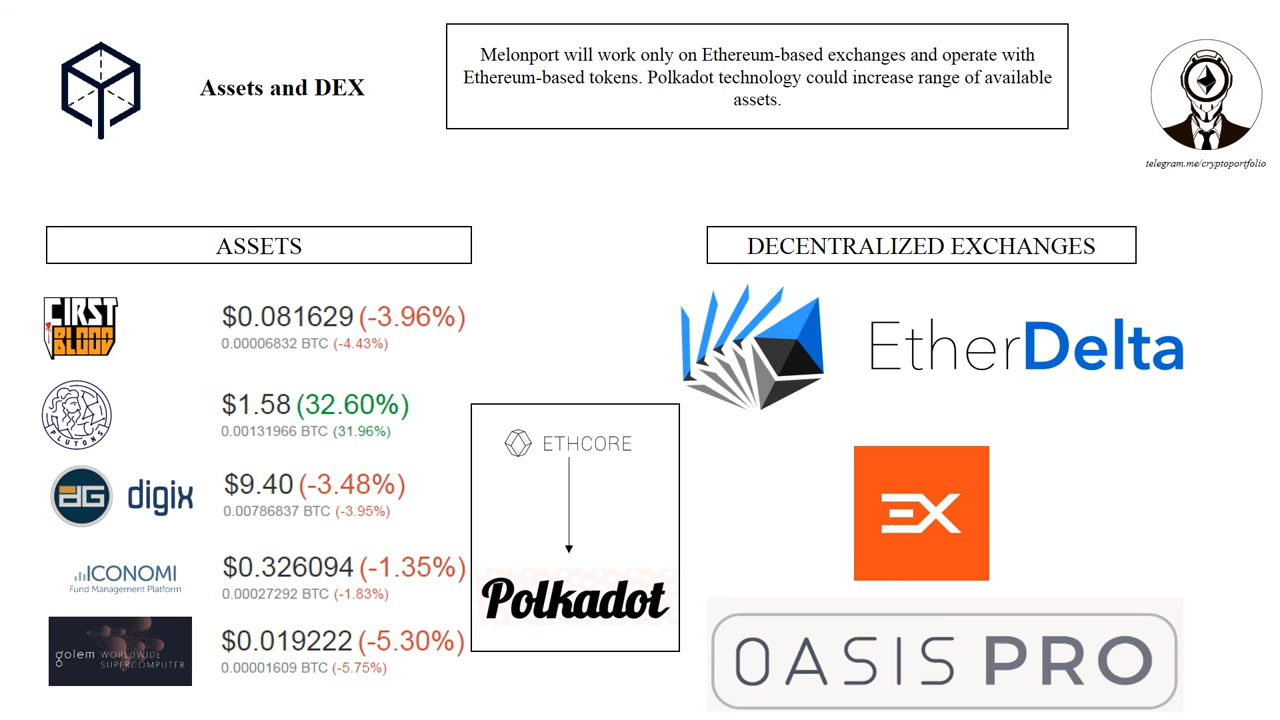 Assets and DEX
Melonport will work only on Ethereum-based exchanges and operate with
Ethereum-based tokens. Polkadot technology could increase range of available
assets.
telegram.me/cryptoportfolio
ASSETS
FIRST
BLOOD
$0.081629 (-3.96%)
0.00006832 BTC (-4.43%)
PLUTONS
$1.58 (32.60%)
0.00131966 BTC (31.96%)
DG digix
$9.40 (-3.48%)
0.00786837 BTC (-3.95%)
ICONOMI
Fund Management Platform
$0.326094 (-1.35%)
0.00027292 BTC (-1.83%)
golem WORLDWIDE
SUPERCOMPUTER
$0.019222 (-5.30%)
0.00001609 BTC (-5.75%)
ETHCORE
Polkadot
DECENTRALIZED EXCHANGES
EtherDelta
EX
OASIS PRO